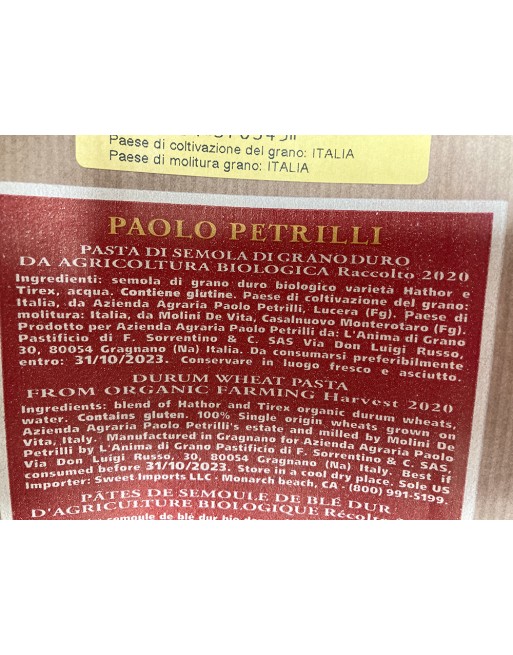 Paese di coltivazione del grano: ITALIA
Paese di molitura grano: ITALIA
PAOLO PETRILLI
PASTA DI SEMOLA DI GRANO DURO
DA AGRICOLTURA BIOLOGICA Raccolto 2020
Ingredienti: semola di grano duro biologico varietà Hathor e
Tirex, acqua. Contiene glutine. Paese di coltivazione del grano:
Italia, da Azienda Agraria Paolo Petrilli, Lucera (Fg). Paese di
molitura: Italia, da Molini De Vita, Casalnuovo Monterotaro (Fg).
Prodotto per Azienda Agraria Paolo Petrilli da: L'Anima di Grano
Pastificio di F. Sorrentino & C. SAS Via Don Luigi Russo,
30, 80054 Gragnano (Na) Italia. Da consumarsi preferibilmente
entro: 31/10/2023. Conservare in luogo fresco e asciutto.
DURUM WHEAT PASTA
FROM ORGANIC FARMING Harvest 2020
Ingredients: blend of Hathor and Tirex organic durum wheats,
water. Contains gluten. 100% Single origin wheats grown on
Azienda Agraria Paolo Petrilli's estate and milled by Molini De
Vita, Italy. Manufactured in Gragnano for Azienda Agraria Paolo
Petrilli by L'Anima di Grano Pastificio di F. Sorrentino & C. SAS,
Via Don Luigi Russo, 30, 80054 Gragnano (Na) Italy. Best if
consumed before 31/10/2023. Store in a cool dry place. Sole US
Importer: Sweet Imports LLC - Monarch beach, CA - (800) 991-5199.
PÂTES DE SEMOULE DE BLÉ DUR
D'AGRICULTURE BIOLOGIQUE Récolte
semoule de blé dur bio